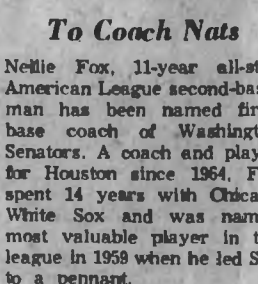 To Coach Nats
Nellie Fox, 11-year all-st
American League second-bas
man has been named fir
base coach of Washingt
Senators. A coach and play
for Houston since 1964, F
spent 14 years with Chica
White Sox and was nam
most valuable player in t
league in 1959 when he led S
to a pennant.